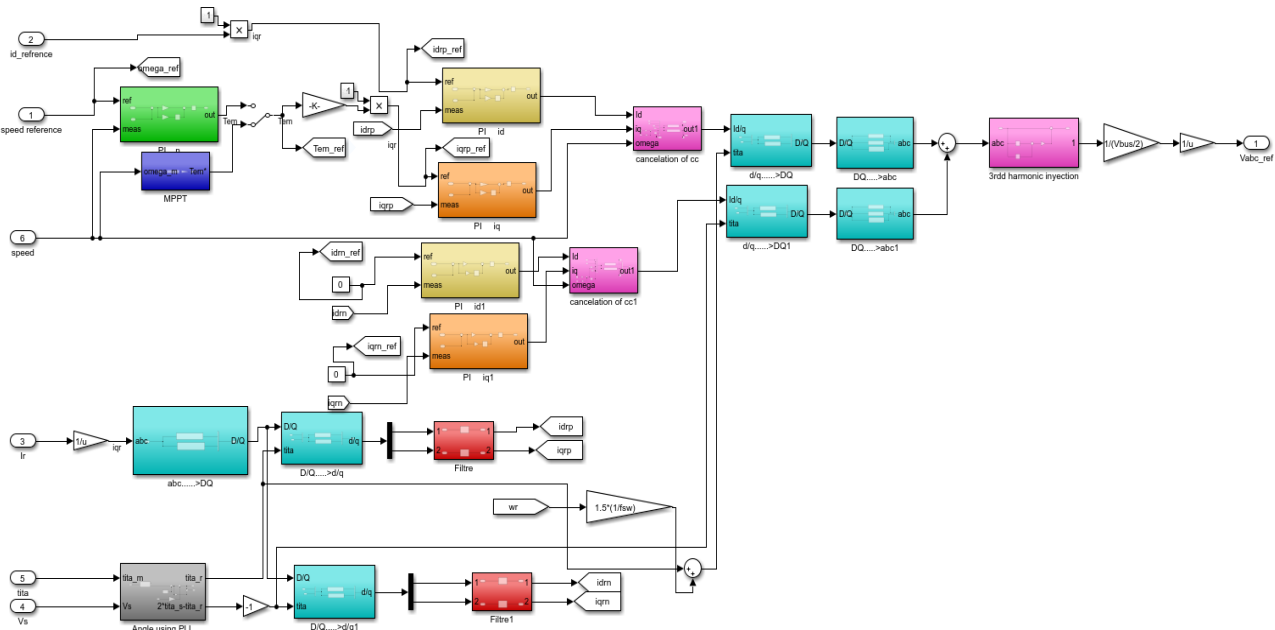 1
2
id_refrence
×
iqr
omega_ref
idrp_ref
1
speed reference
ref
meas
out
PI n
Tem
Tem
-K-
1
×
iqr
Tem_ref
omega_m
Tem*
MPPT
ref
meas
out
PI id
idrp
iqrp_ref
ref
meas
out
PI iq
iqrp
Id
iq
omega
out1
cancelation of cc
Id/q
tita
D/Q
d/q......>DQ
D/Q
abc
DQ....>abc
abc
1
3rdd harmonic inyection
1/(Vbus/2)
1/u
1
Vabc_ref
Id/q
tita
D/Q
d/q......>DQ1
D/Q
abc
DQ....>abc1
6
speed
idrn_ref
0
idrn
ref
meas
out
PI id1
Id
iq
omega
out1
cancelation of cc1
iqrn_ref
0
iqrn
ref
meas
out
PI iq1
3
Ir
1/u
iqr
abc
D/Q
abc......>DQ
D/Q
tita
d/q
D/Q.....>d/q
1
2
1
2
Filtre
idrp
iqrp
wr
1.5*(1/fsw)
5
tita
4
Vs
tita_m
Vs
tita_r
2*tita_s-tita_r
Angle using PLL
-1
D/Q
tita
d/q
D/Q.....>d/q1
1
2
1
2
Filtre1
idrn
iqrn